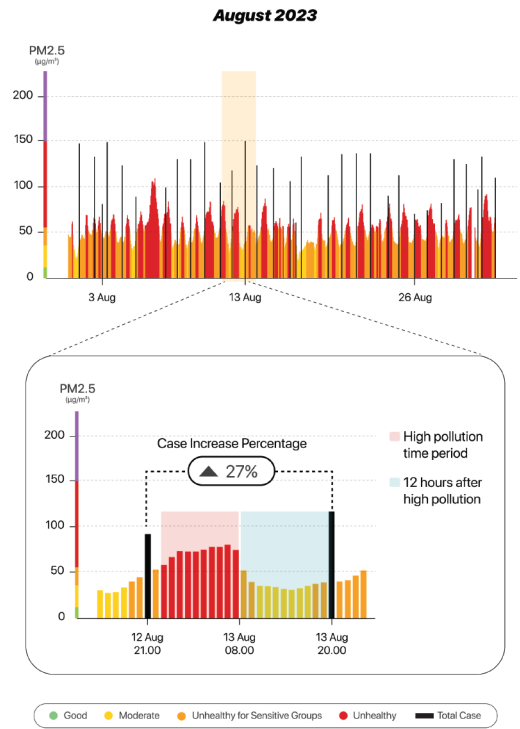 August 2023
PM2.5
(µg/m³)
200
150
100
50
0
3 Aug
13 Aug
26 Aug
PM2.5
(µg/m³)
200
150
100
50
0
Case Increase Percentage
27%
High pollution
time period
12 hours after
high pollution
12 Aug
21.00
13 Aug
08.00
13 Aug
20.00
Good
Moderate
Unhealthy for Sensitive Groups
Unhealthy
Total Case